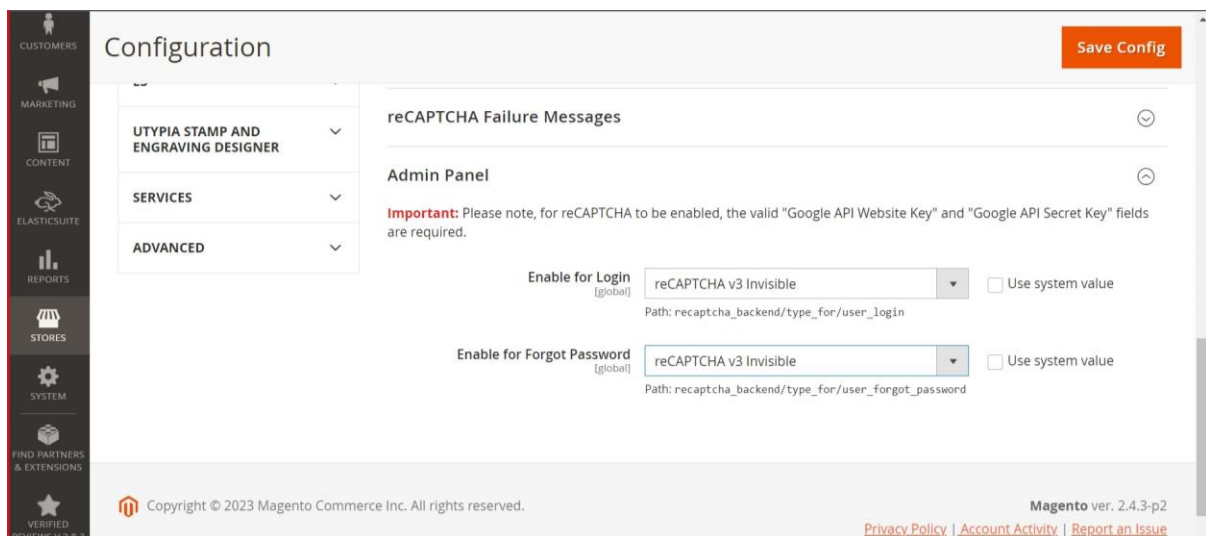 CUSTOMERS
MARKETING
CONTENT
ELASTICSUITE
REPORTS
STORES
SYSTEM
FIND PARTNERS
& EXTENSIONS
VERIFIED
Configuration
Save Config
UTYPIA STAMP AND
ENGRAVING DESIGNER
SERVICES
ADVANCED
reCAPTCHA Failure Messages
Admin Panel
Important: Please note, for reCAPTCHA to be enabled, the valid "Google API Website Key" and "Google API Secret Key" fields
are required.
Enable for Login
[global]
reCAPTCHA v3 Invisible
Use system value
Path: recaptcha_backend/type_for/user_login
Enable for Forgot Password
[global]
reCAPTCHA v3 Invisible
Use system value
Path: recaptcha_backend/type_for/user_forgot_password
Copyright © 2023 Magento Commerce Inc. All rights reserved.
Magento ver. 2.4.3-p2
Privacy Policy | Account Activity | Report an Issue